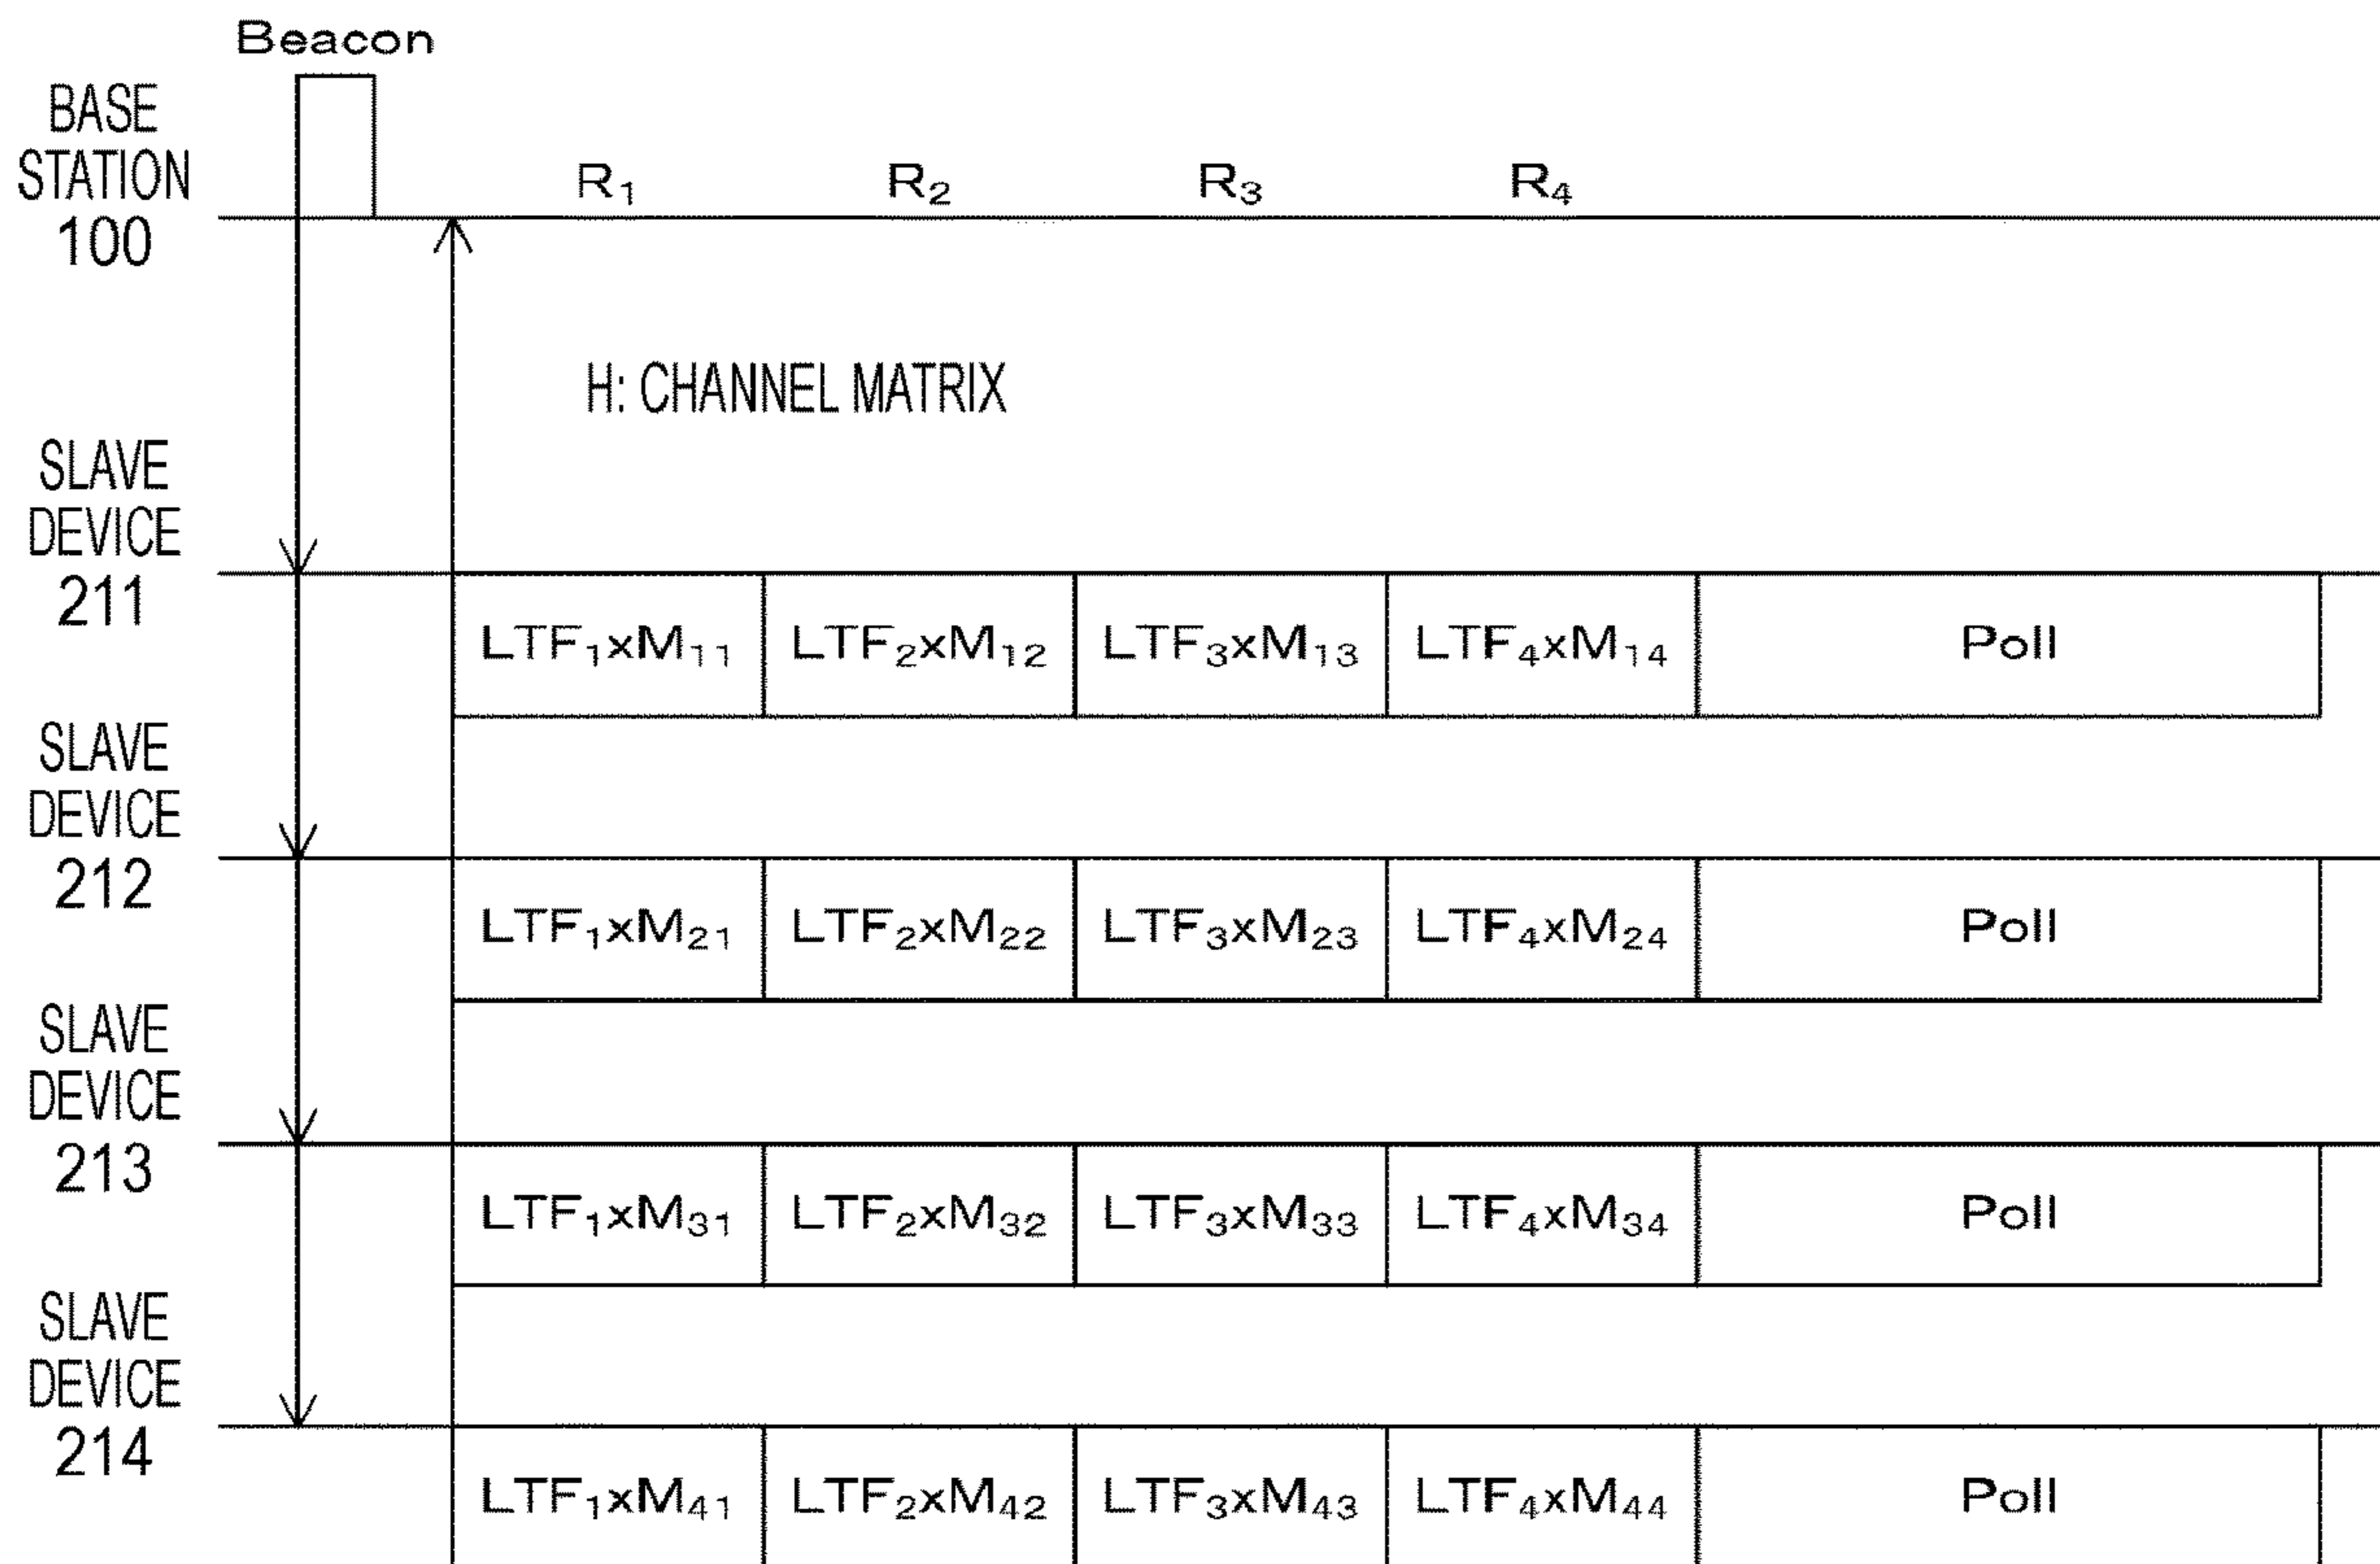 Beacon
BASE
STATION
100
R₁ R₂ R₃ R₄
H: CHANNEL MATRIX
SLAVE
DEVICE
211
LTF₁xM₁₁ LTF₂xM₁₂ LTF₃xM₁₃ LTF₄xM₁₄ Poll
SLAVE
DEVICE
212
LTF₁xM₂₁ LTF₂xM₂₂ LTF₃xM₂₃ LTF₄xM₂₄ Poll
SLAVE
DEVICE
213
LTF₁xM₃₁ LTF₂xM₃₂ LTF₃xM₃₃ LTF₄xM₃₄ Poll
SLAVE
DEVICE
214
LTF₁xM₄₁ LTF₂xM₄₂ LTF₃xM₄₃ LTF₄xM₄₄ Poll